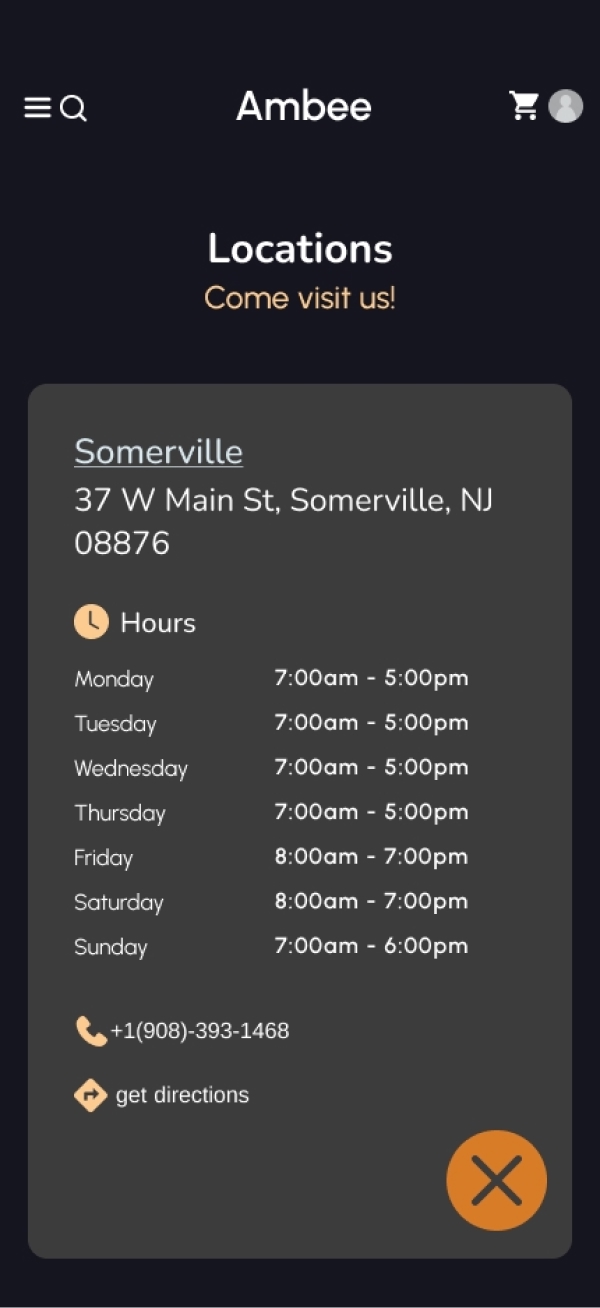 Ambee
Locations
Come visit us!
Somerville
37 W Main St, Somerville, NJ
08876
Hours
Monday 7:00am - 5:00pm
Tuesday 7:00am - 5:00pm
Wednesday 7:00am - 5:00pm
Thursday 7:00am - 5:00pm
Friday 8:00am - 7:00pm
Saturday 8:00am - 7:00pm
Sunday 7:00am - 6:00pm
+1(908)-393-1468
get directions